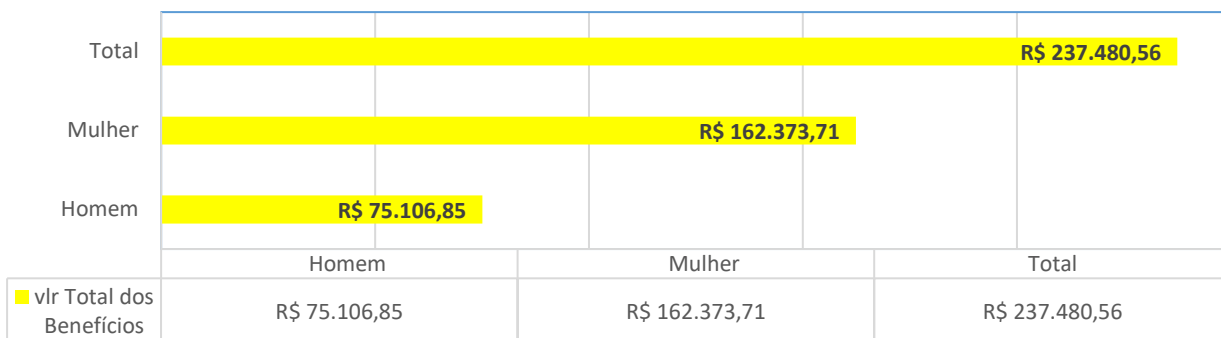 Total
R$ 237.480,56
Mulher
R$ 162.373,71
Homem
R$ 75.106,85
Homem Mulher Total
vlr Total dos
Benefícios
R$ 75.106,85 R$ 162.373,71 R$ 237.480,56